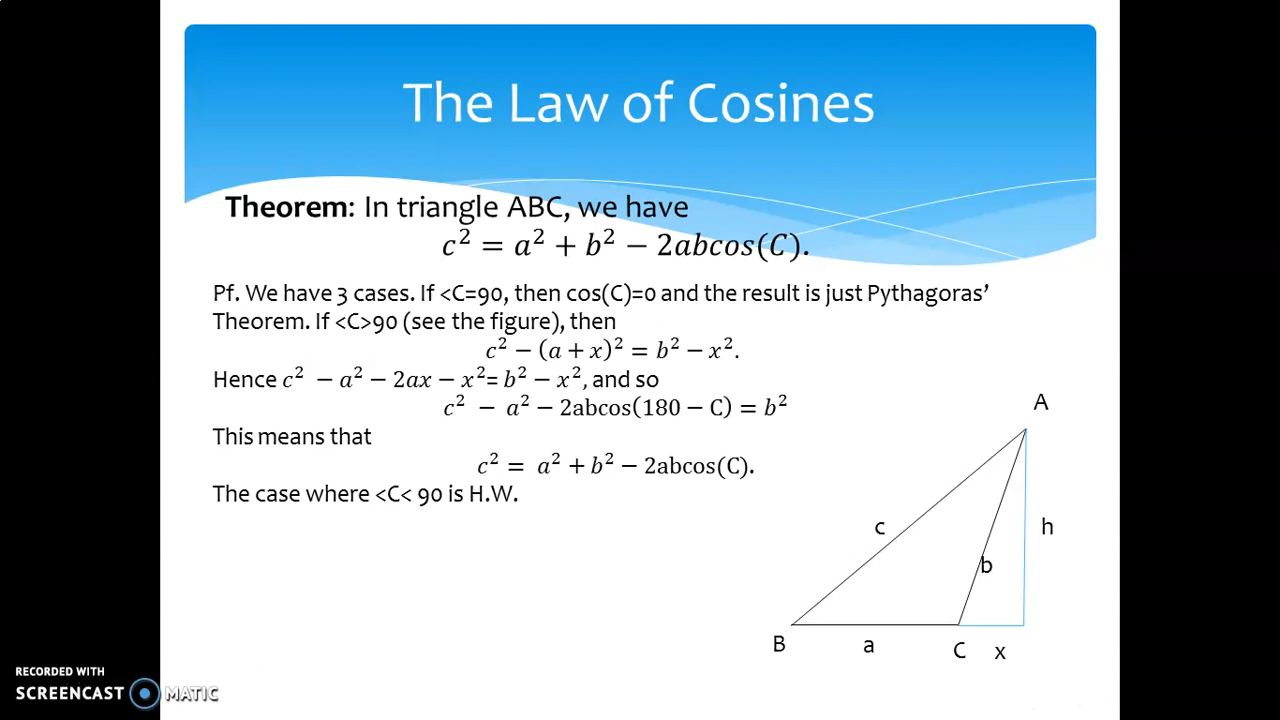 The Law of Cosines
Theorem: In triangle ABC, we have
c² = a² + b² − 2abcos(C).
Pf. We have 3 cases. If <C=90, then cos(C)=0 and the result is just Pythagoras’
Theorem. If <C>90 (see the figure), then
c² − (a + x)² = b² − x².
Hence c² − a² − 2ax − x²= b² − x², and so
c² − a² − 2abcos(180 − C) = b²
This means that
c² = a² + b² − 2abcos(C).
The case where <C< 90 is H.W.
A
c
h
b
B
a
C
x
RECORDED WITH
SCREENCAST MATIC